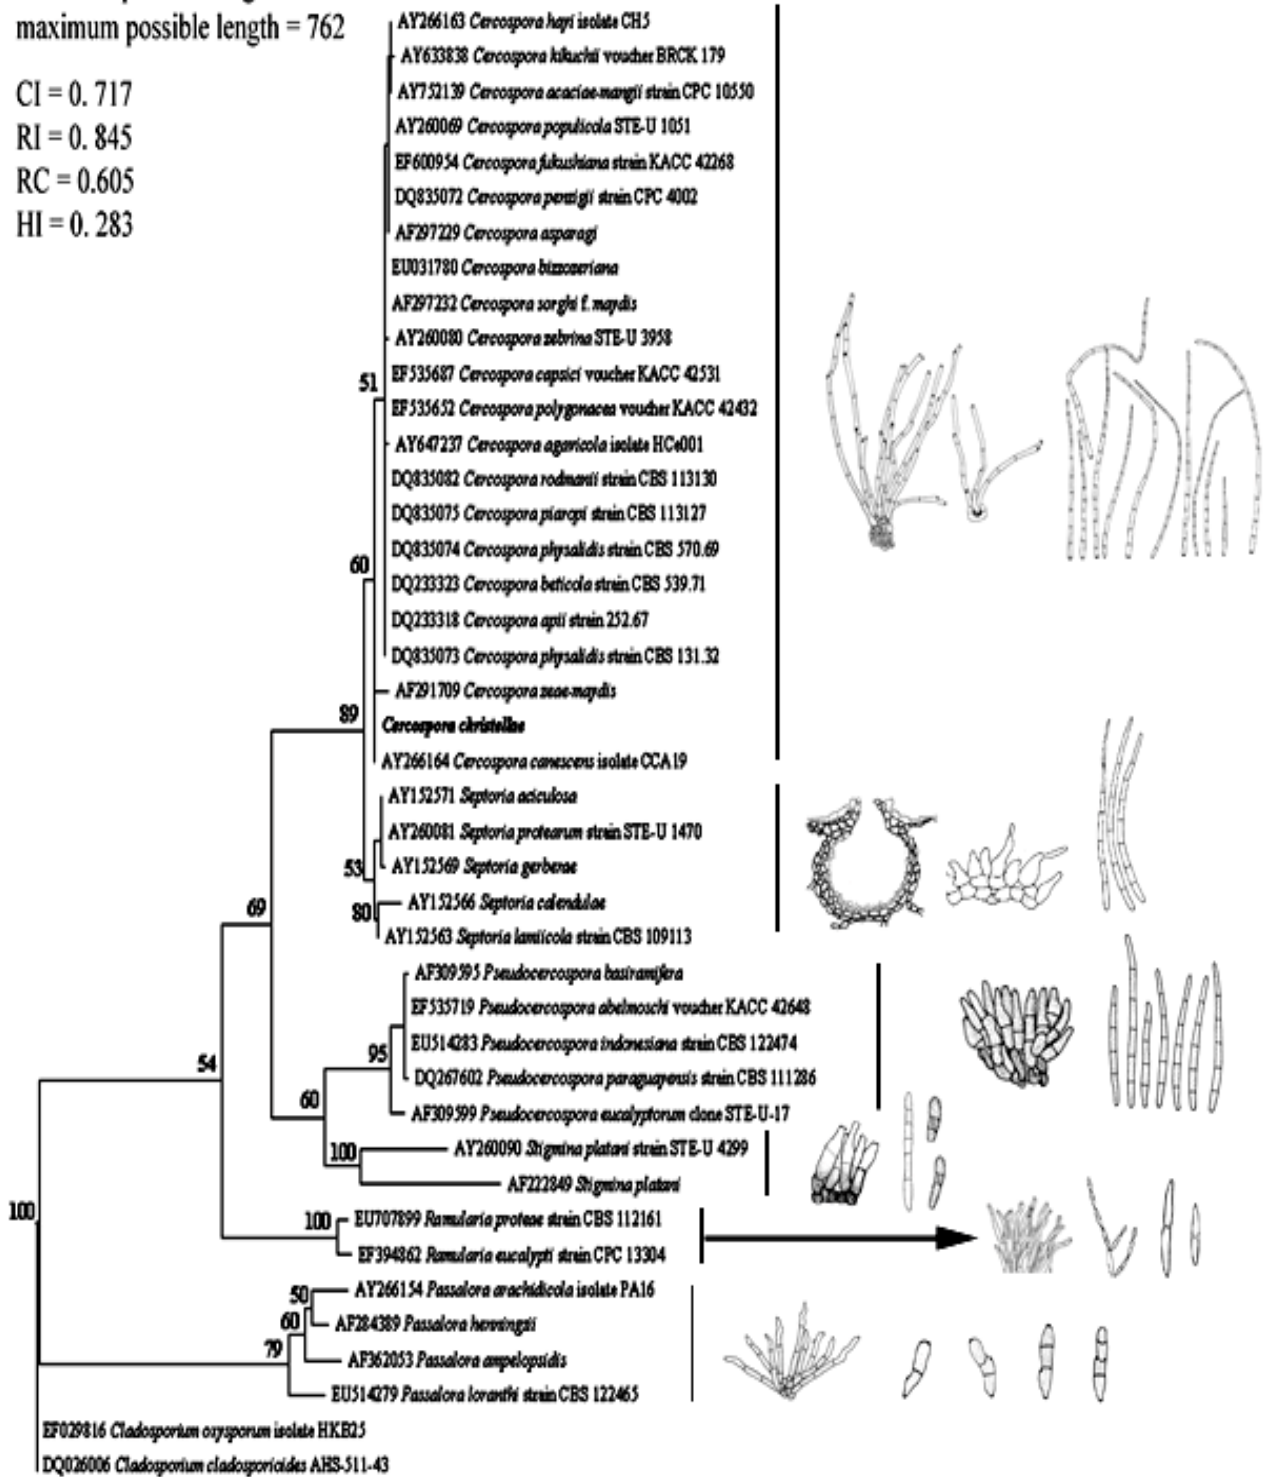 maximum possible length = 762
CI = 0. 717
RI = 0. 845
RC = 0.605
HI = 0. 283
AY266163 Cercospora hayi isolate CH5
AY633838 Cercospora kikuchii voucher BRCK 179
AY752139 Cercospora acaciae-mangii strain CPC 10550
AY260069 Cercospora populicola STE-U 1051
EF600954 Cercospora fukushiana strain KACC 42268
DQ835072 Cercospora penzigii strain CPC 4002
AF297229 Cercospora asparagi
EU031780 Cercospora bizzozeriana
AF297232 Cercospora sorghi f. maydis
AY260080 Cercospora zebrina STE-U 3958
51
EF535687 Cercospora capsici voucher KACC 42531
EF535652 Cercospora polygonacea voucher KACC 42432
AY647237 Cercospora agavicola isolate HCe001
DQ835082 Cercospora rodmanii strain CBS 113130
DQ835075 Cercospora piaropi strain CBS 113127
DQ835074 Cercospora physalidis strain CBS 570.69
60
DQ233323 Cercospora beticola strain CBS 539.71
DQ233318 Cercospora apii strain 252.67
DQ835073 Cercospora physalidis strain CBS 131.32
AF291709 Cercospora zeae-maydis
89
Cercospora christellae
AY266164 Cercospora canescens isolate CCA19
AY152571 Septoria aciculosa
AY260081 Septoria protearum strain STE-U 1470
53
AY152569 Septoria gerberae
69
80
AY152566 Septoria calendulae
AY152563 Septoria lamiicola strain CBS 109113
AF309595 Pseudocercospora basiramifera
EF535719 Pseudocercospora abelmoschi voucher KACC 42648
EU514283 Pseudocercospora indonesiana strain CBS 122474
95
54
DQ267602 Pseudocercospora paraguayensis strain CBS 111286
60
AF309599 Pseudocercospora eucalyptorum clone STE-U-17
100
AY260090 Stigmina platani strain STE-U 4299
AF222849 Stigmina platani
100
100
EU707899 Ramularia proteae strain CBS 112161
EF394862 Ramularia eucalypti strain CPC 13304
50
AY266154 Passalora arachidicola isolate PA16
60
AF284389 Passalora henningsii
79
AF362053 Passalora ampelopsidis
EU514279 Passalora loranthi strain CBS 122465
EF029816 Cladosporium oxysporum isolate HKB25
DQ026006 Cladosporium cladosporioides AHS-511-43